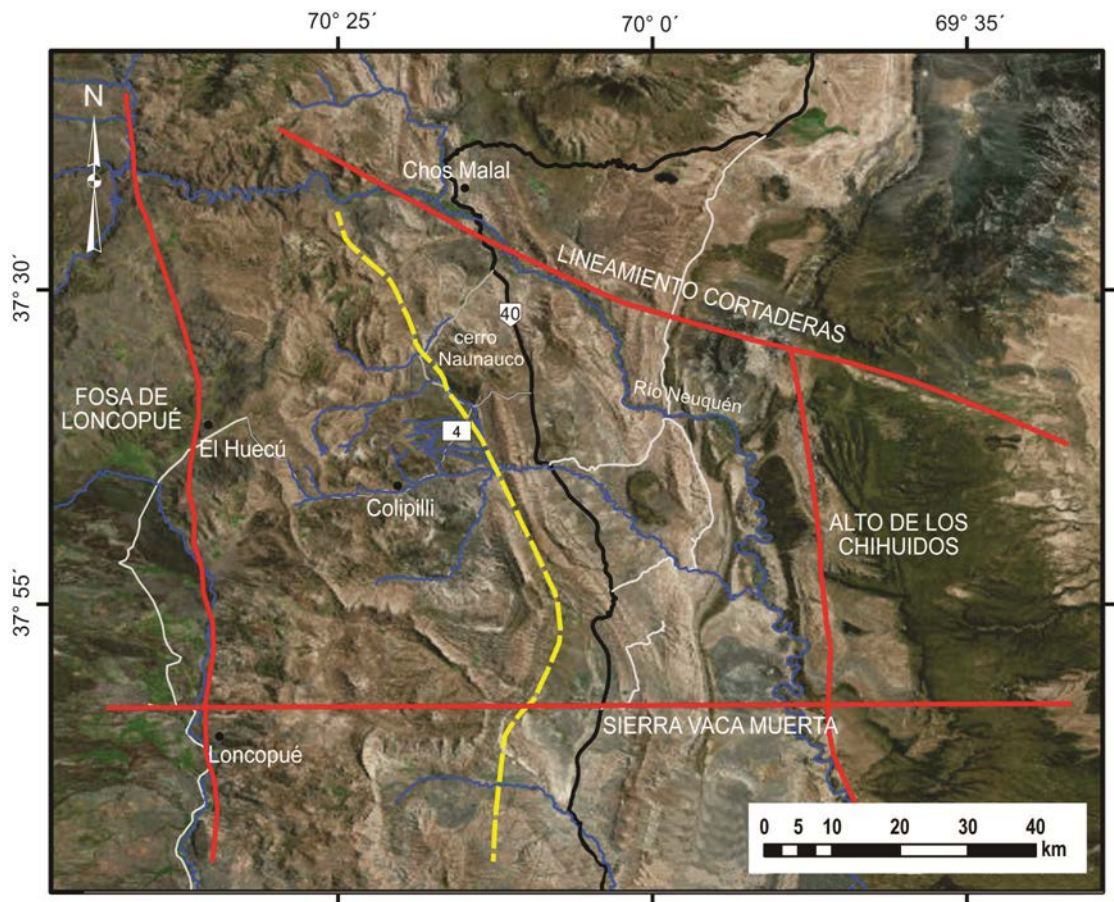 70° 25´
70° 0´
69° 35´
N
Chos Malal
LINEAMIENTO CORTADERAS
37° 30´
40
cerro
Naunauco
Río Neuquén
FOSA DE
LONCOPUÉ
4
El Huecú
Colipilli
ALTO DE LOS
CHIHUIDOS
37° 55´
SIERRA VACA MUERTA
Loncopué
0 5 10 20 30 40
km